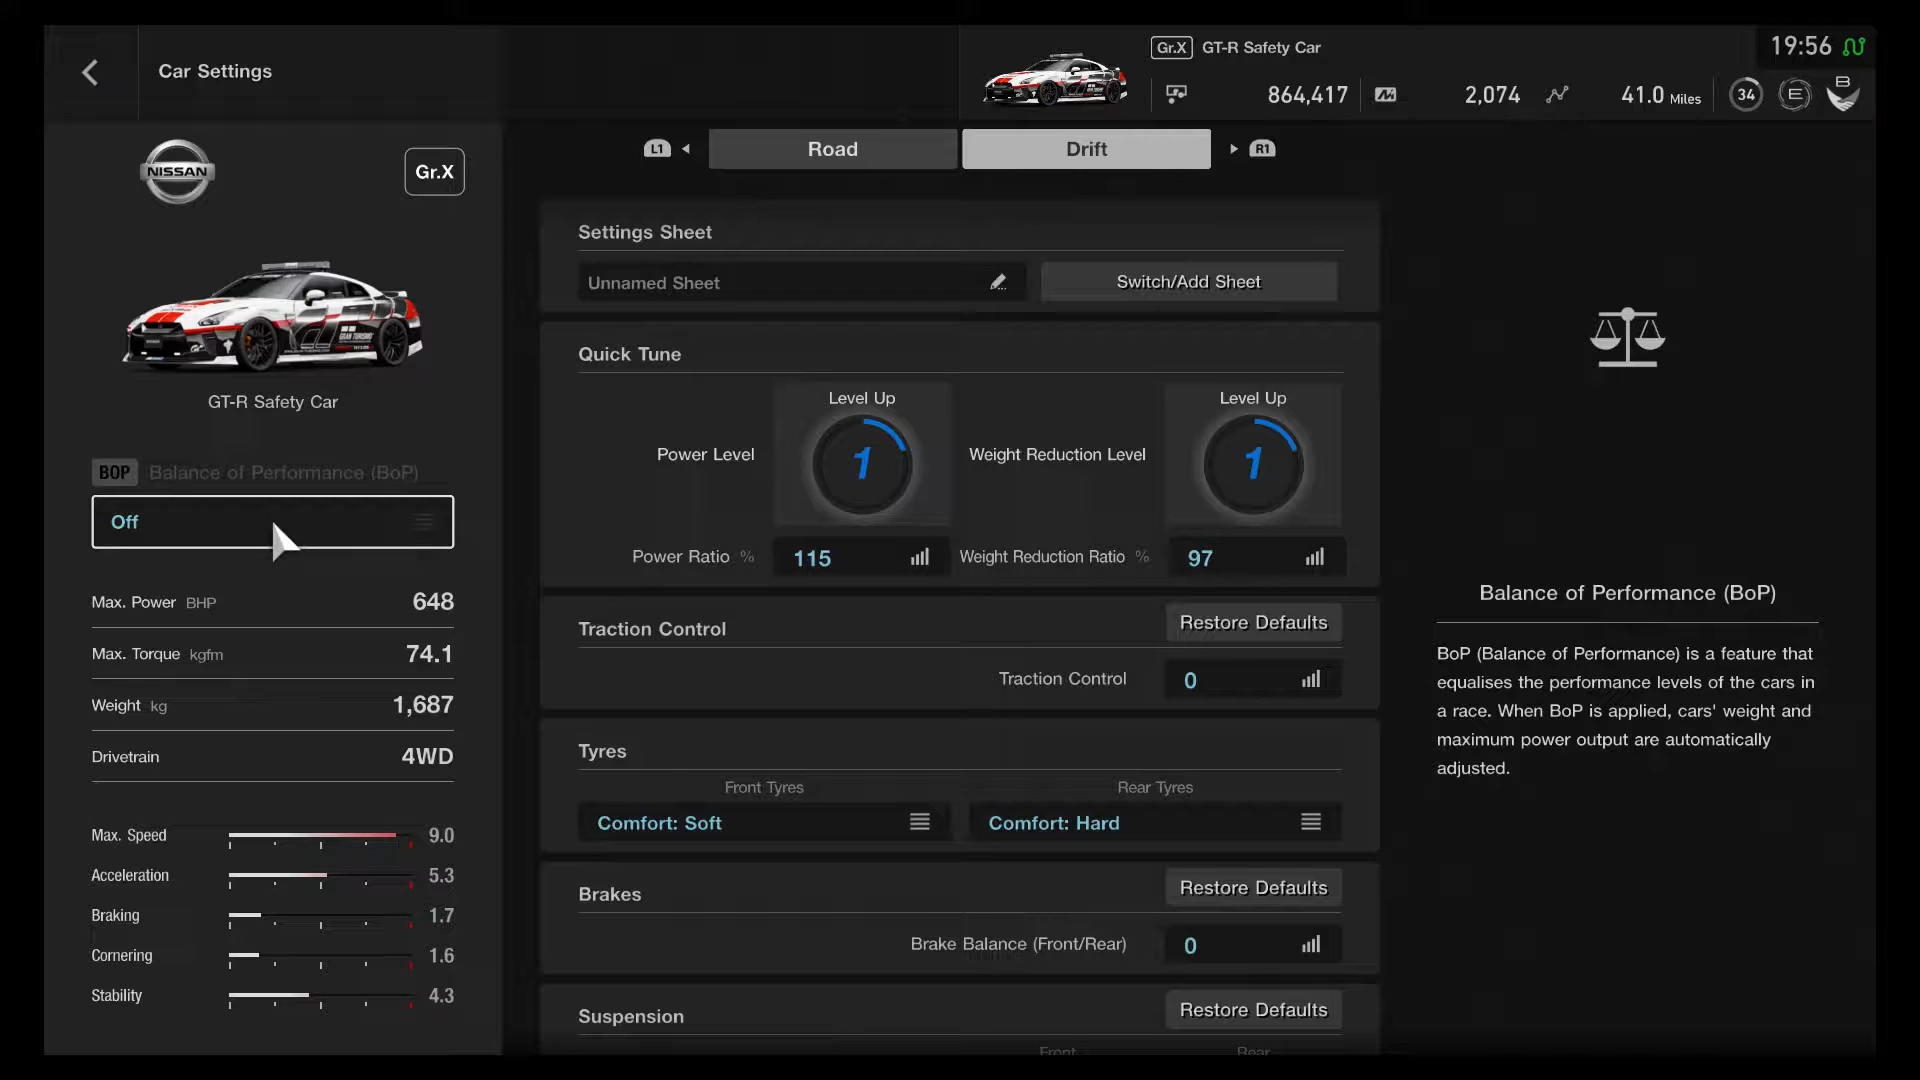 Car Settings
Gr.X GT-R Safety Car
19:56
864,417
2,074
41.0 Miles
34
E
B
NISSAN
Gr.X
GT-R Safety Car
BOP Balance of Performance (BoP)
Off
Max. Power BHP 648
Max. Torque kgfm 74.1
Weight kg 1,687
Drivetrain 4WD
Max. Speed 9.0
Acceleration 5.3
Braking 1.7
Cornering 1.6
Stability 4.3
L1 Road Drift R1
Settings Sheet
Unnamed Sheet Switch/Add Sheet
Quick Tune
Level Up Level Up
Power Level 1 Weight Reduction Level 1
Power Ratio % 115 Weight Reduction Ratio % 97
Traction Control Restore Defaults
Traction Control 0
Tyres
Front Tyres Rear Tyres
Comfort: Soft Comfort: Hard
Brakes Restore Defaults
Brake Balance (Front/Rear) 0
Suspension Restore Defaults
Front Rear
Balance of Performance (BoP)
BoP (Balance of Performance) is a feature that
equalises the performance levels of the cars in
a race. When BoP is applied, cars' weight and
maximum power output are automatically
adjusted.